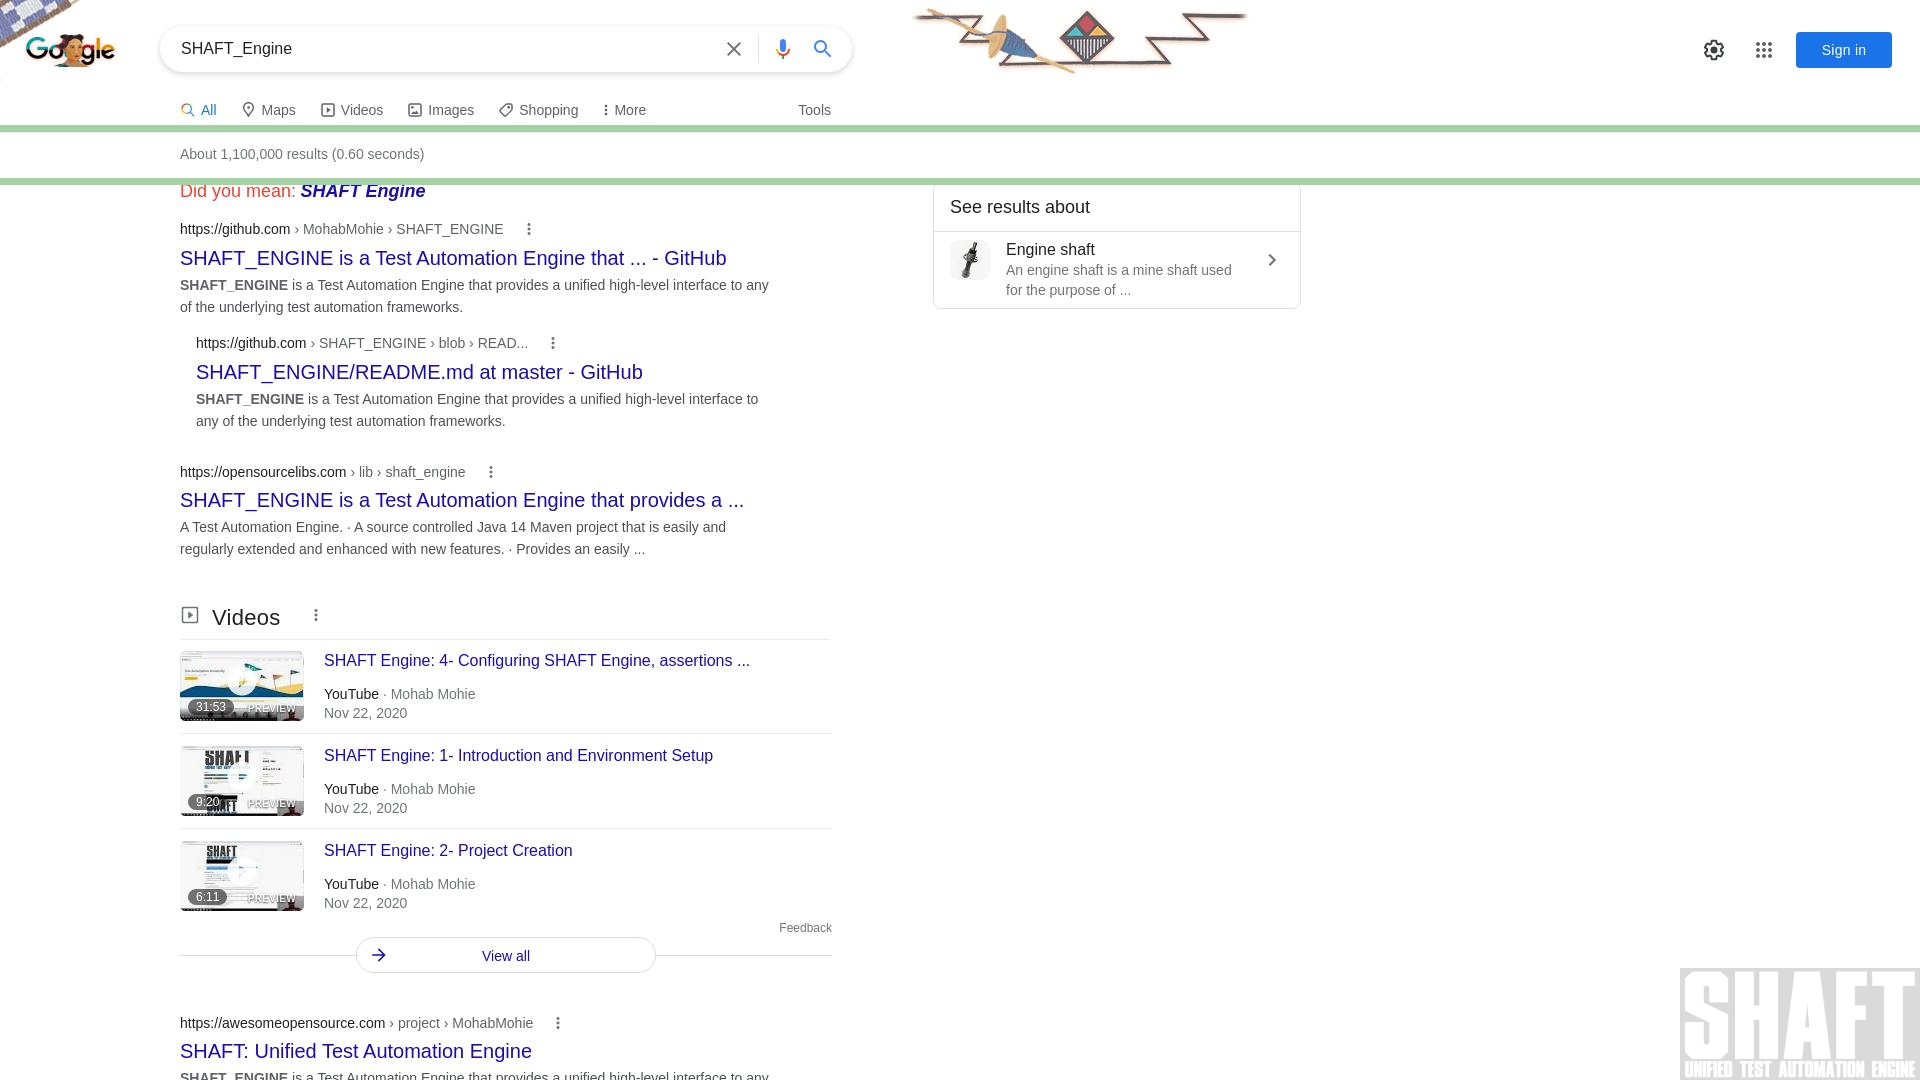 Google
SHAFT_Engine
Sign in
All
Maps
Videos
Images
Shopping
More
Tools
About 1,100,000 results (0.60 seconds)
Did you mean: SHAFT Engine
https://github.com › MohabMohie › SHAFT_ENGINE
SHAFT_ENGINE is a Test Automation Engine that ... - GitHub
SHAFT_ENGINE is a Test Automation Engine that provides a unified high-level interface to any
of the underlying test automation frameworks.
https://github.com › SHAFT_ENGINE › blob › READ...
SHAFT_ENGINE/README.md at master - GitHub
SHAFT_ENGINE is a Test Automation Engine that provides a unified high-level interface to
any of the underlying test automation frameworks.
https://opensourcelibs.com › lib › shaft_engine
SHAFT_ENGINE is a Test Automation Engine that provides a ...
A Test Automation Engine. · A source controlled Java 14 Maven project that is easily and
regularly extended and enhanced with new features. · Provides an easily ...
Videos
31:53
PREVIEW
SHAFT Engine: 4- Configuring SHAFT Engine, assertions ...
YouTube · Mohab Mohie
Nov 22, 2020
SHAFT
9:20
PREVIEW
SHAFT Engine: 1- Introduction and Environment Setup
YouTube · Mohab Mohie
Nov 22, 2020
SHAFT
6:11
PREVIEW
SHAFT Engine: 2- Project Creation
YouTube · Mohab Mohie
Nov 22, 2020
Feedback
View all
https://awesomeopensource.com › project › MohabMohie
SHAFT: Unified Test Automation Engine
SHAFT_ENGINE is a Test Automation Engine that provides a unified high-level interface to any
See results about
Engine shaft
An engine shaft is a mine shaft used
for the purpose of ...
SHAFT
UNIFIED TEST AUTOMATION ENGINE